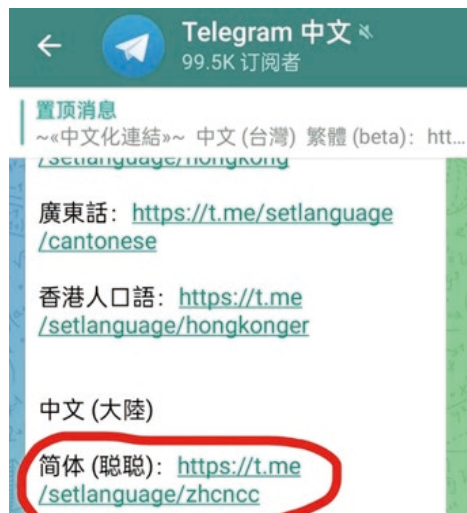 Telegram 中文
99.5K 订阅者
置顶消息
~«中文化連結»~ 中文 (台灣) 繁體 (beta): htt...
/setlanguage/hongkong
廣東話: https://t.me/setlanguage
/cantonese
香港人口語: https://t.me
/setlanguage/hongkonger
中文 (大陸)
简体 (聪聪): https://t.me
/setlanguage/zhcncc